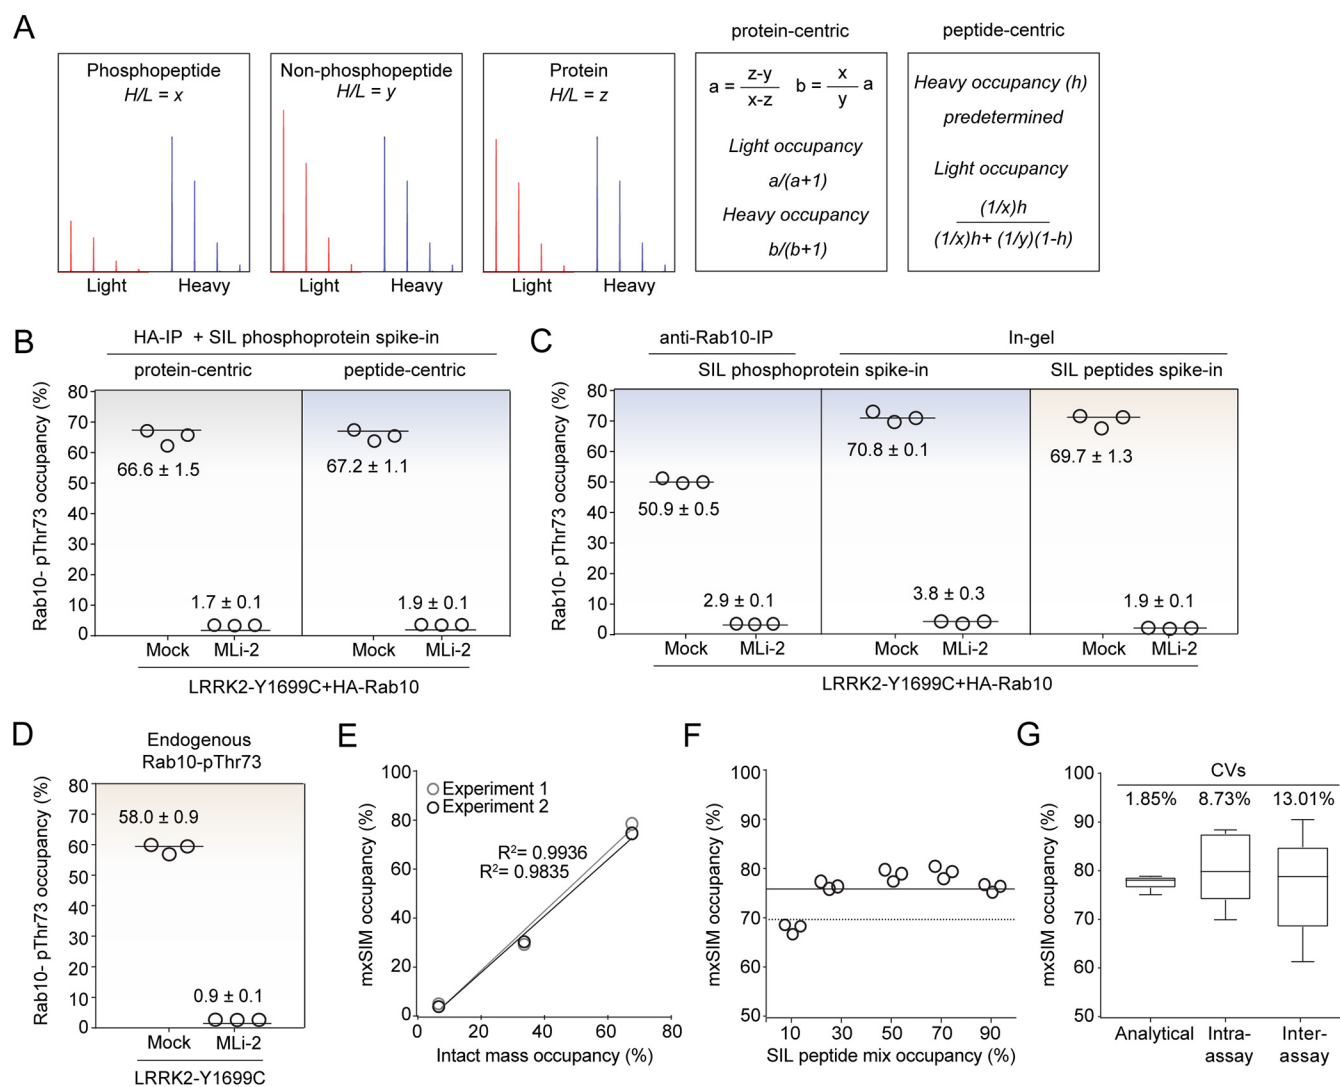 A
Phosphopeptide
H/L = x
Light
Heavy
Non-phosphopeptide
H/L = y
Light
Heavy
Protein
H/L = z
Light
Heavy
protein-centric
a = z-y / x-z b = x / y a
Light occupancy
a/(a+1)
Heavy occupancy
b/(b+1)
peptide-centric
Heavy occupancy (h)
predetermined
Light occupancy
(1/x)h
(1/x)h+ (1/y)(1-h)
B
HA-IP + SIL phosphoprotein spike-in
protein-centric
peptide-centric
Rab10- pThr73 occupancy (%)
80
70
60
50
40
30
20
10
0
66.6 ± 1.5
1.7 ± 0.1
67.2 ± 1.1
1.9 ± 0.1
Mock
MLi-2
Mock
MLi-2
LRRK2-Y1699C+HA-Rab10
C
anti-Rab10-IP
In-gel
SIL phosphoprotein spike-in
SIL peptides spike-in
Rab10- pThr73 occupancy (%)
80
70
60
50
40
30
20
10
0
50.9 ± 0.5
2.9 ± 0.1
70.8 ± 0.1
3.8 ± 0.3
69.7 ± 1.3
1.9 ± 0.1
Mock
MLi-2
Mock
MLi-2
Mock
MLi-2
LRRK2-Y1699C+HA-Rab10
D
Endogenous
Rab10-pThr73
Rab10- pThr73 occupancy (%)
80
70
60
50
40
30
20
10
0
58.0 ± 0.9
0.9 ± 0.1
Mock
MLi-2
LRRK2-Y1699C
E
mxSIM occupancy (%)
100
80
60
40
20
0
Experiment 1
Experiment 2
R²= 0.9936
R²= 0.9835
0
20
40
60
80
Intact mass occupancy (%)
F
mxSIM occupancy (%)
100
90
80
70
60
50
10
30
50
70
90
SIL peptide mix occupancy (%)
G
mxSIM occupancy (%)
100
90
80
70
60
50
CVs
1.85%
8.73%
13.01%
Analytical
Intra-
assay
Inter-
assay